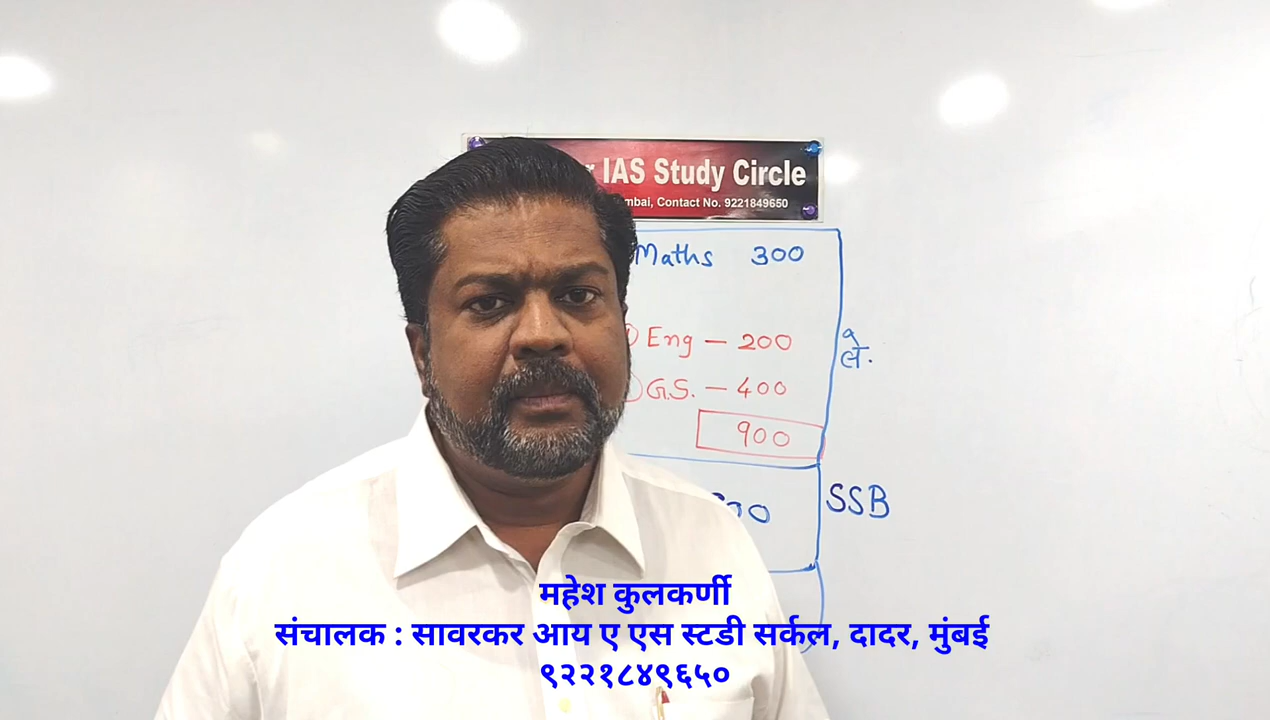 IAS Study Circle
Contact No. 9221849650
Maths 300
Eng - 200
G.S. - 400
900
ले.
SSB
महेश कुलकर्णी
संचालक : सावरकर आय ए एस स्टडी सर्कल, दादर, मुंबई
९२२१८४९६५०